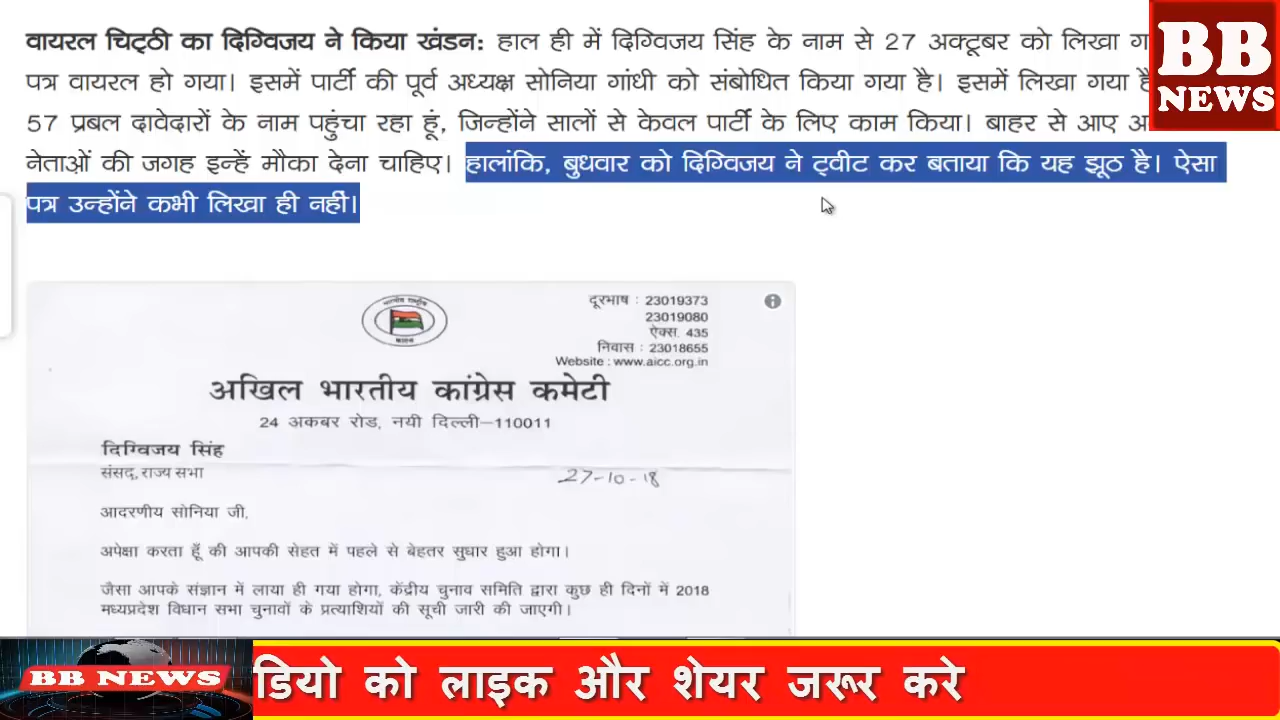 वायरल चिट्ठी का दिग्विजय ने किया खंडन: हाल ही में दिग्विजय सिंह के नाम से 27 अक्टूबर को लिखा
पत्र वायरल हो गया। इसमें पार्टी की पूर्व अध्यक्ष सोनिया गांधी को संबोधित किया गया है। इसमें लिखा गया
57 प्रबल दावेदारों के नाम पहुंचा रहा हूं, जिन्होंने सालों से केवल पार्टी के लिए काम किया। बाहर से आए
नेताओं की जगह इन्हें मौका देना चाहिए। हालांकि, बुधवार को दिग्विजय ने ट्वीट कर बताया कि यह झूठ है। ऐसा
पत्र उन्होंने कभी लिखा ही नहीं।
BB
NEWS
दूरभाष : 23019373
23019080
ऐक्स. 435
निवास : 23018655
Website : www.aicc.org.in
अखिल भारतीय कांग्रेस कमेटी
24 अकबर रोड, नयी दिल्ली-110011
दिग्विजय सिंह
संसद, राज्य सभा
27-10-18
आदरणीय सोनिया जी,
अपेक्षा करता हूँ की आपकी सेहत में पहले से बेहतर सुधार हुआ होगा।
जैसा आपके संज्ञान में लाया ही गया होगा, केंद्रीय चुनाव समिति द्वारा कुछ ही दिनों में 2018
मध्यप्रदेश विधान सभा चुनावों के प्रत्याशियों की सूची जारी की जाएगी।
BB NEWS
डियो को लाइक और शेयर जरूर करे